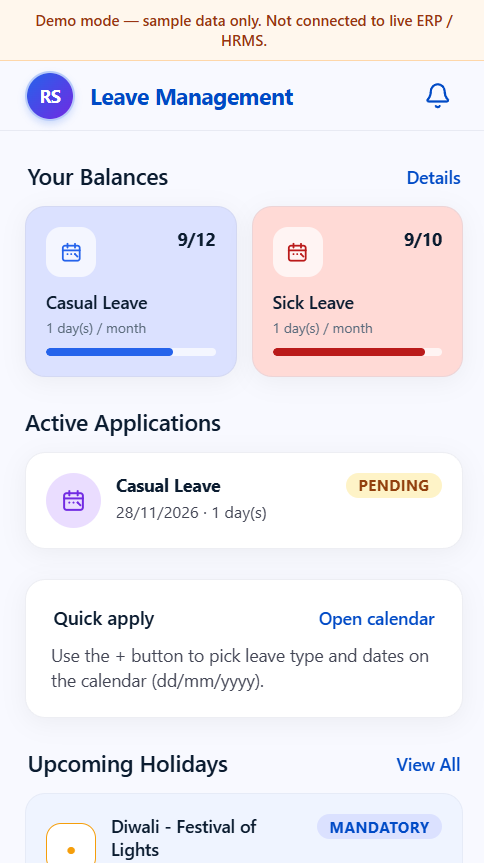 Demo mode — sample data only. Not connected to live ERP /
HRMS.
RS
Leave Management
Your Balances
Details
9/12
Casual Leave
1 day(s) / month
9/10
Sick Leave
1 day(s) / month
Active Applications
Casual Leave
PENDING
28/11/2026 · 1 day(s)
Quick apply
Open calendar
Use the + button to pick leave type and dates on
the calendar (dd/mm/yyyy).
Upcoming Holidays
View All
Diwali - Festival of
Lights
MANDATORY